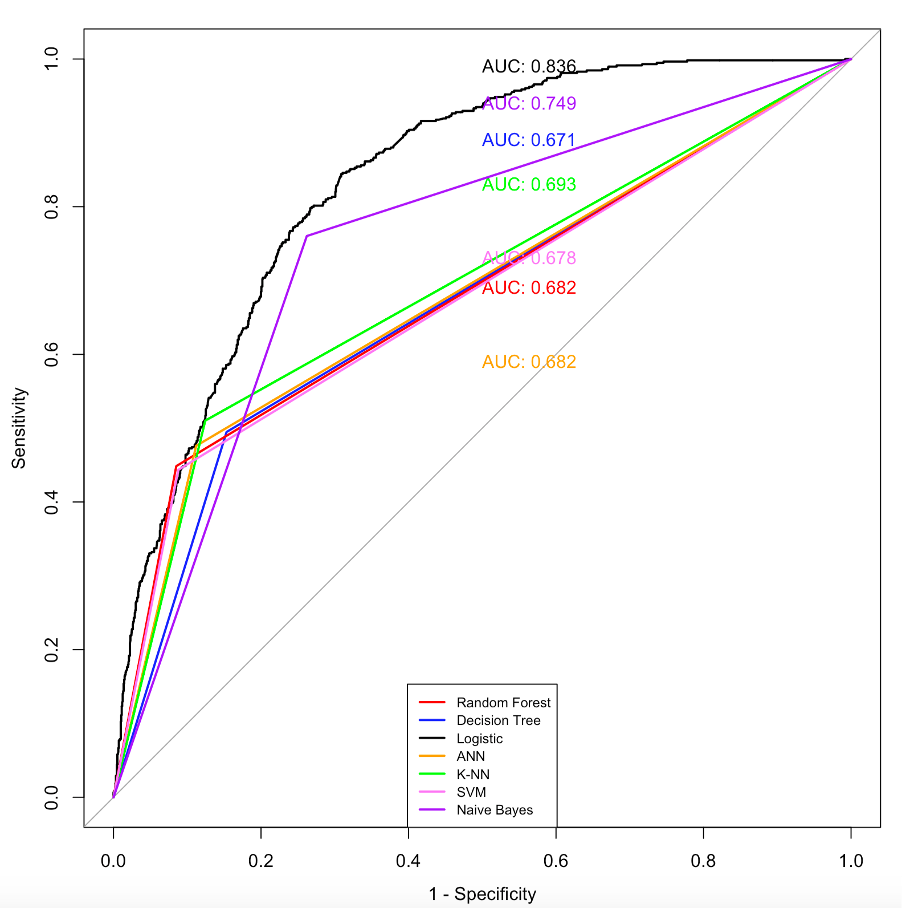 AUC: 0.836
AUC: 0.749
AUC: 0.671
AUC: 0.693
AUC: 0.678
AUC: 0.682
AUC: 0.682
Sensitivity
1.0
0.8
0.6
0.4
0.2
0.0
Random Forest
Decision Tree
Logistic
ANN
K-NN
SVM
Naive Bayes
0.0 0.2 0.4 0.6 0.8 1.0
1 - Specificity